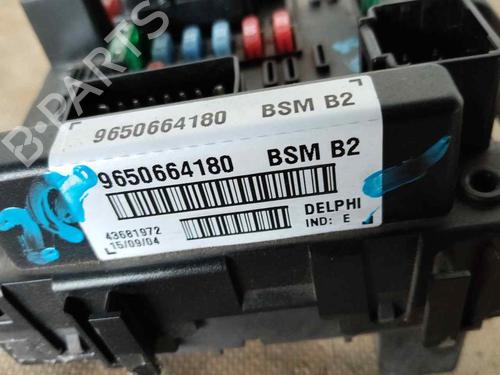 9650664180 BSM B2
9650664180 BSM B2
43681972
15/09/04
DELPHI
IND: E
B-PARTS